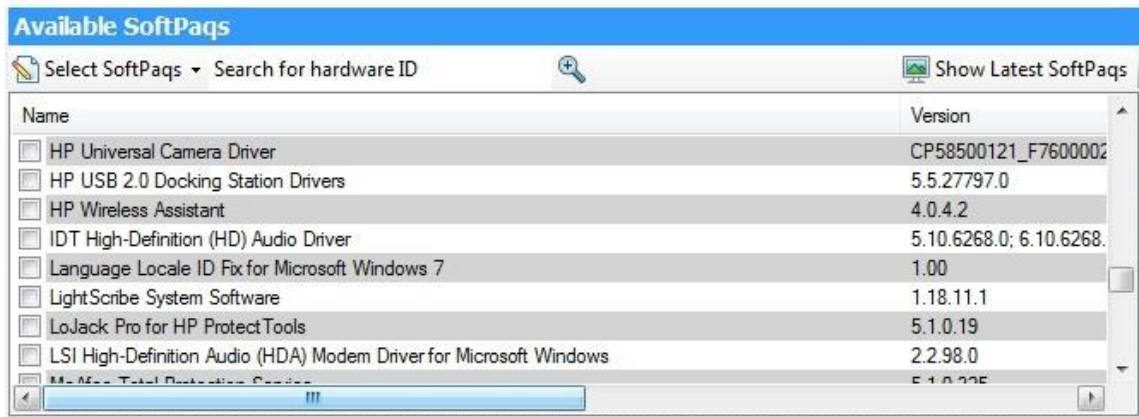 Available SoftPaqs
Select SoftPaqs Search for hardware ID Show Latest SoftPaqs
Name Version
HP Universal Camera Driver CP58500121_F7600002
HP USB 2.0 Docking Station Drivers 5.5.27797.0
HP Wireless Assistant 4.0.4.2
IDT High-Definition (HD) Audio Driver 5.10.6268.0; 6.10.6268.
Language Locale ID Fix for Microsoft Windows 7 1.00
LightScribe System Software 1.18.11.1
LoJack Pro for HP ProtectTools 5.1.0.19
LSI High-Definition Audio (HDA) Modem Driver for Microsoft Windows 2.2.98.0
McAfee Total Protection Service